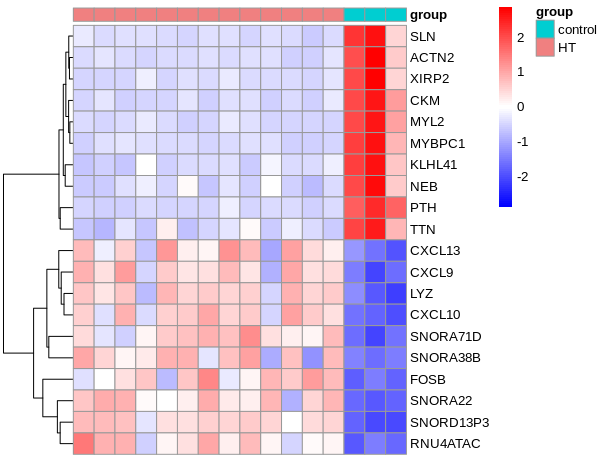 group
SLN
ACTN2
XIRP2
CKM
MYL2
MYBPC1
KLHL41
NEB
PTH
TTN
CXCL13
CXCL9
LYZ
CXCL10
SNORA71D
SNORA38B
FOSB
SNORA22
SNORD13P3
RNU4ATAC
2
1
0
-1
-2
group
control
HT